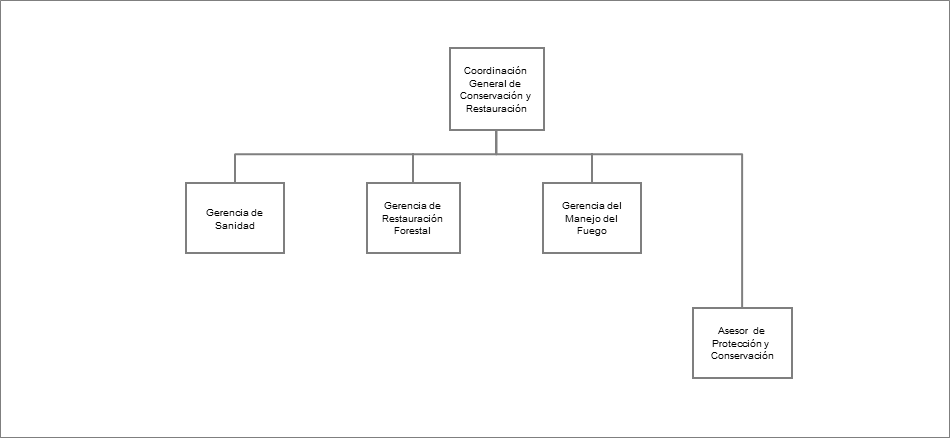 Coordinación
General de
Conservación y
Restauración
Gerencia de
Sanidad
Gerencia de
Restauración
Forestal
Gerencia del
Manejo del
Fuego
Asesor de
Protección y
Conservación